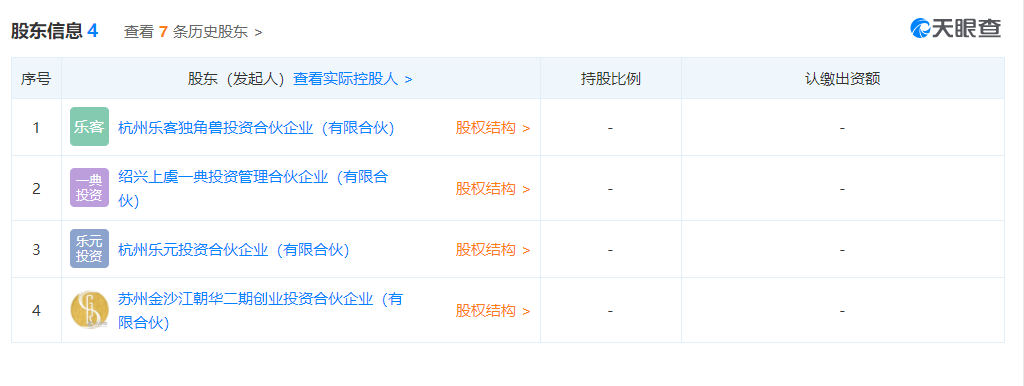 股东信息 4 查看 7 条历史股东 > 天眼查
序号 股东（发起人）查看实际控股人 > 持股比例 认缴出资额
1 乐客 杭州乐客独角兽投资合伙企业（有限合伙） 股权结构 > - -
2 一典 绍兴上虞一典投资管理合伙企业（有限合 股权结构 > - -
投资 伙）
3 乐元 杭州乐元投资合伙企业（有限合伙） 股权结构 > - -
投资
4 苏州金沙江朝华二期创业投资合伙企业（有 股权结构 > - -
限合伙）